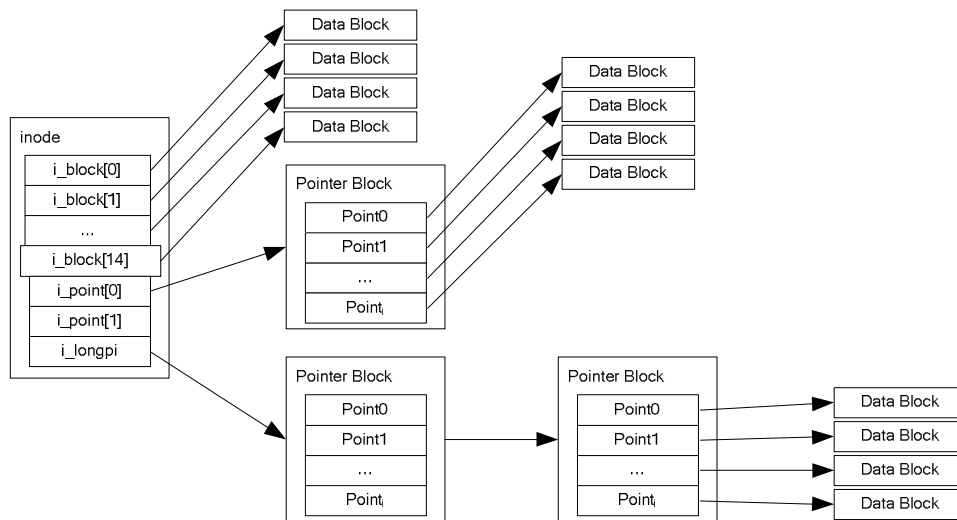 Data Block
Data Block
Data Block
Data Block
inode
i_block[0]
i_block[1]
...
i_block[14]
i_point[0]
i_point[1]
i_longpi
Pointer Block
Point0
Point1
...
Pointᵢ
Data Block
Data Block
Data Block
Data Block
Pointer Block
Point0
Point1
...
Pointᵢ
Pointer Block
Point0
Point1
...
Pointᵢ
Data Block
Data Block
Data Block
Data Block